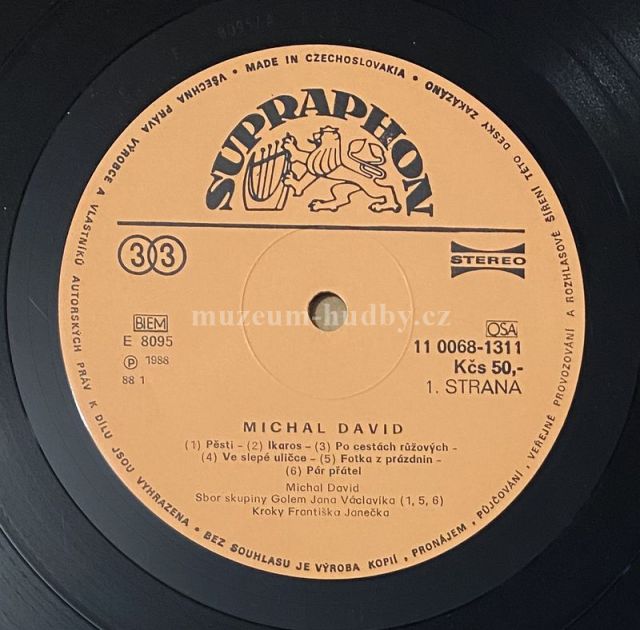 VŠECHNA PRÁVA VÝROBCE A VLASTNÍKŮ AUTORSKÝCH PRÁV K DÍLU JSOU VYHRAZENA • BEZ SOUHLASU JE VÝROBA KOPIÍ, PRONÁJEM, PŮJČOVÁNÍ, VEŘEJNÉ PROVOZOVÁNÍ A ROZHLASOVÉ ŠÍŘENÍ TÉTO DESKY ZAKÁZÁNO • MADE IN CZECHOSLOVAKIA •
SUPRAPHON
33
STEREO
muzeum-hudby.cz
BIEM
OSA
E 8095
11 0068-1311
Ⓟ 1988
Kčs 50,-
88 1
1. STRANA
MICHAL DAVID
(1) Pěsti – (2) Ikaros – (3) Po cestách růžových –
(4) Ve slepé uličce – (5) Fotka z prázdnin –
(6) Pár přátel
Michal David
Sbor skupiny Golem Jana Václavíka (1, 5, 6)
Kroky Františka Janečka